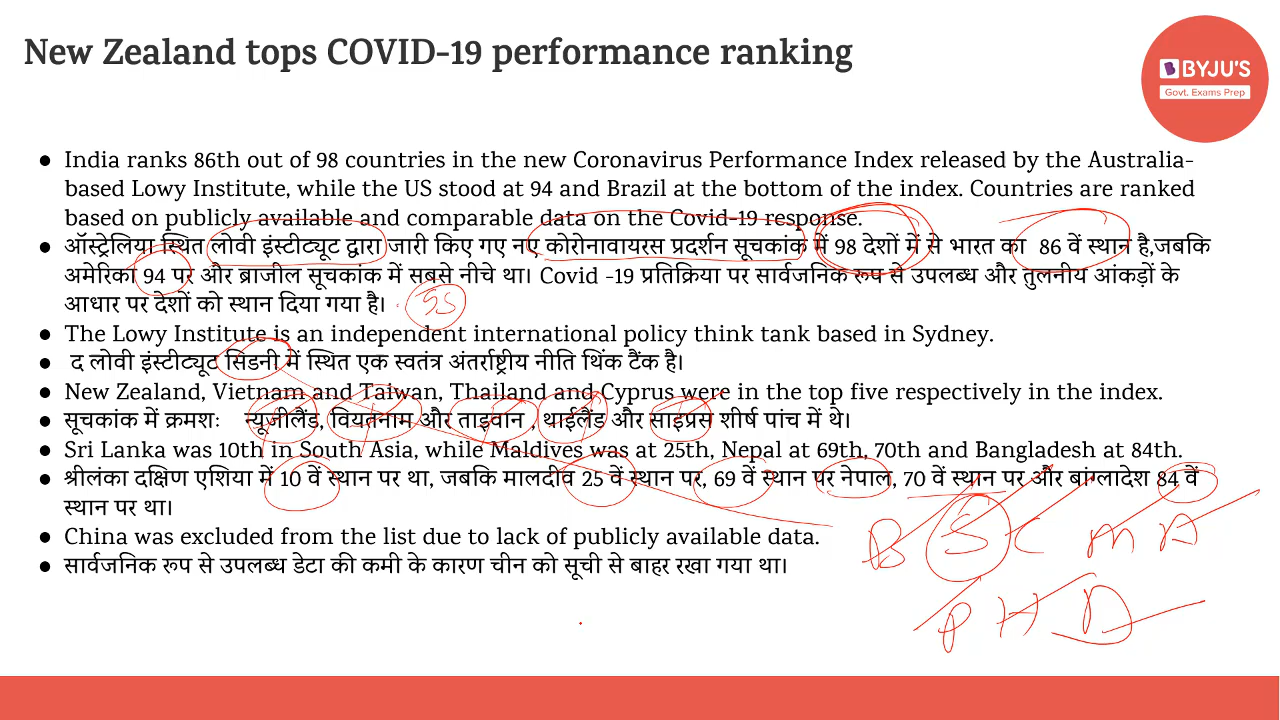 New Zealand tops COVID-19 performance ranking
BYJU'S
Govt. Exams Prep
● India ranks 86th out of 98 countries in the new Coronavirus Performance Index released by the Australia-
based Lowy Institute, while the US stood at 94 and Brazil at the bottom of the index. Countries are ranked
based on publicly available and comparable data on the Covid-19 response.
● ऑस्ट्रेलिया स्थित लोवी इंस्टीट्यूट द्वारा जारी किए गए नए कोरोनावायरस प्रदर्शन सूचकांक में 98 देशों में से भारत का 86 वें स्थान है,जबकि
अमेरिका 94 पर और ब्राजील सूचकांक में सबसे नीचे था। Covid -19 प्रतिक्रिया पर सार्वजनिक रूप से उपलब्ध और तुलनीय आंकड़ों के
आधार पर देशों को स्थान दिया गया है।
● The Lowy Institute is an independent international policy think tank based in Sydney.
● द लोवी इंस्टीट्यूट सिडनी में स्थित एक स्वतंत्र अंतर्राष्ट्रीय नीति थिंक टैंक है।
● New Zealand, Vietnam and Taiwan, Thailand and Cyprus were in the top five respectively in the index.
● सूचकांक में क्रमशः न्यूजीलैंड, वियतनाम और ताइवान , थाईलैंड और साइप्रस शीर्ष पांच में थे।
● Sri Lanka was 10th in South Asia, while Maldives was at 25th, Nepal at 69th, 70th and Bangladesh at 84th.
● श्रीलंका दक्षिण एशिया में 10 वें स्थान पर था, जबकि मालदीव 25 वें स्थान पर, 69 वें स्थान पर नेपाल, 70 वें स्थान पर और बांग्लादेश 84 वें
स्थान पर था।
● China was excluded from the list due to lack of publicly available data.
● सार्वजनिक रूप से उपलब्ध डेटा की कमी के कारण चीन को सूची से बाहर रखा गया था।
B S C M A
P H D